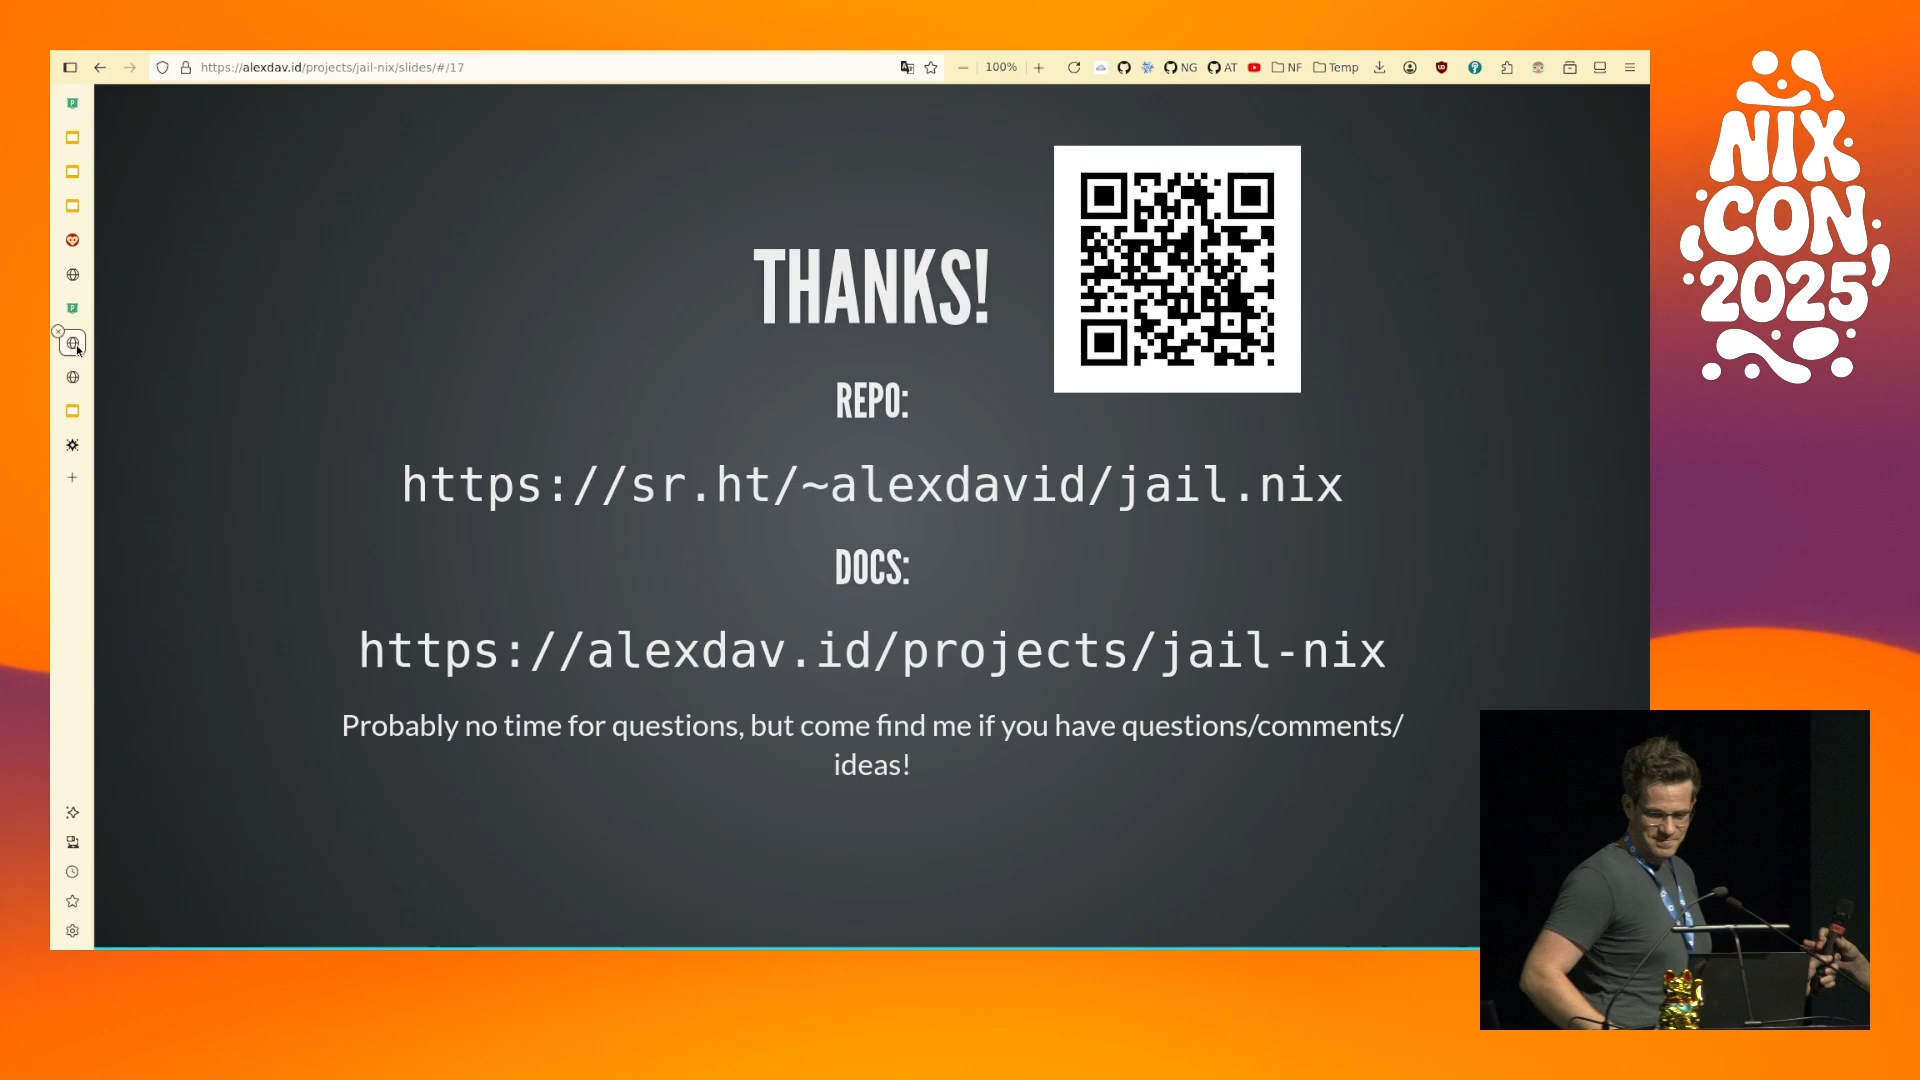 https://alexdav.id/projects/jail-nix/slides/#/17
100%
NG
AT
NF
Temp
THANKS!
REPO:
https://sr.ht/~alexdavid/jail.nix
DOCS:
https://alexdav.id/projects/jail-nix
Probably no time for questions, but come find me if you have questions/comments/
ideas!
NIX
CON
2025